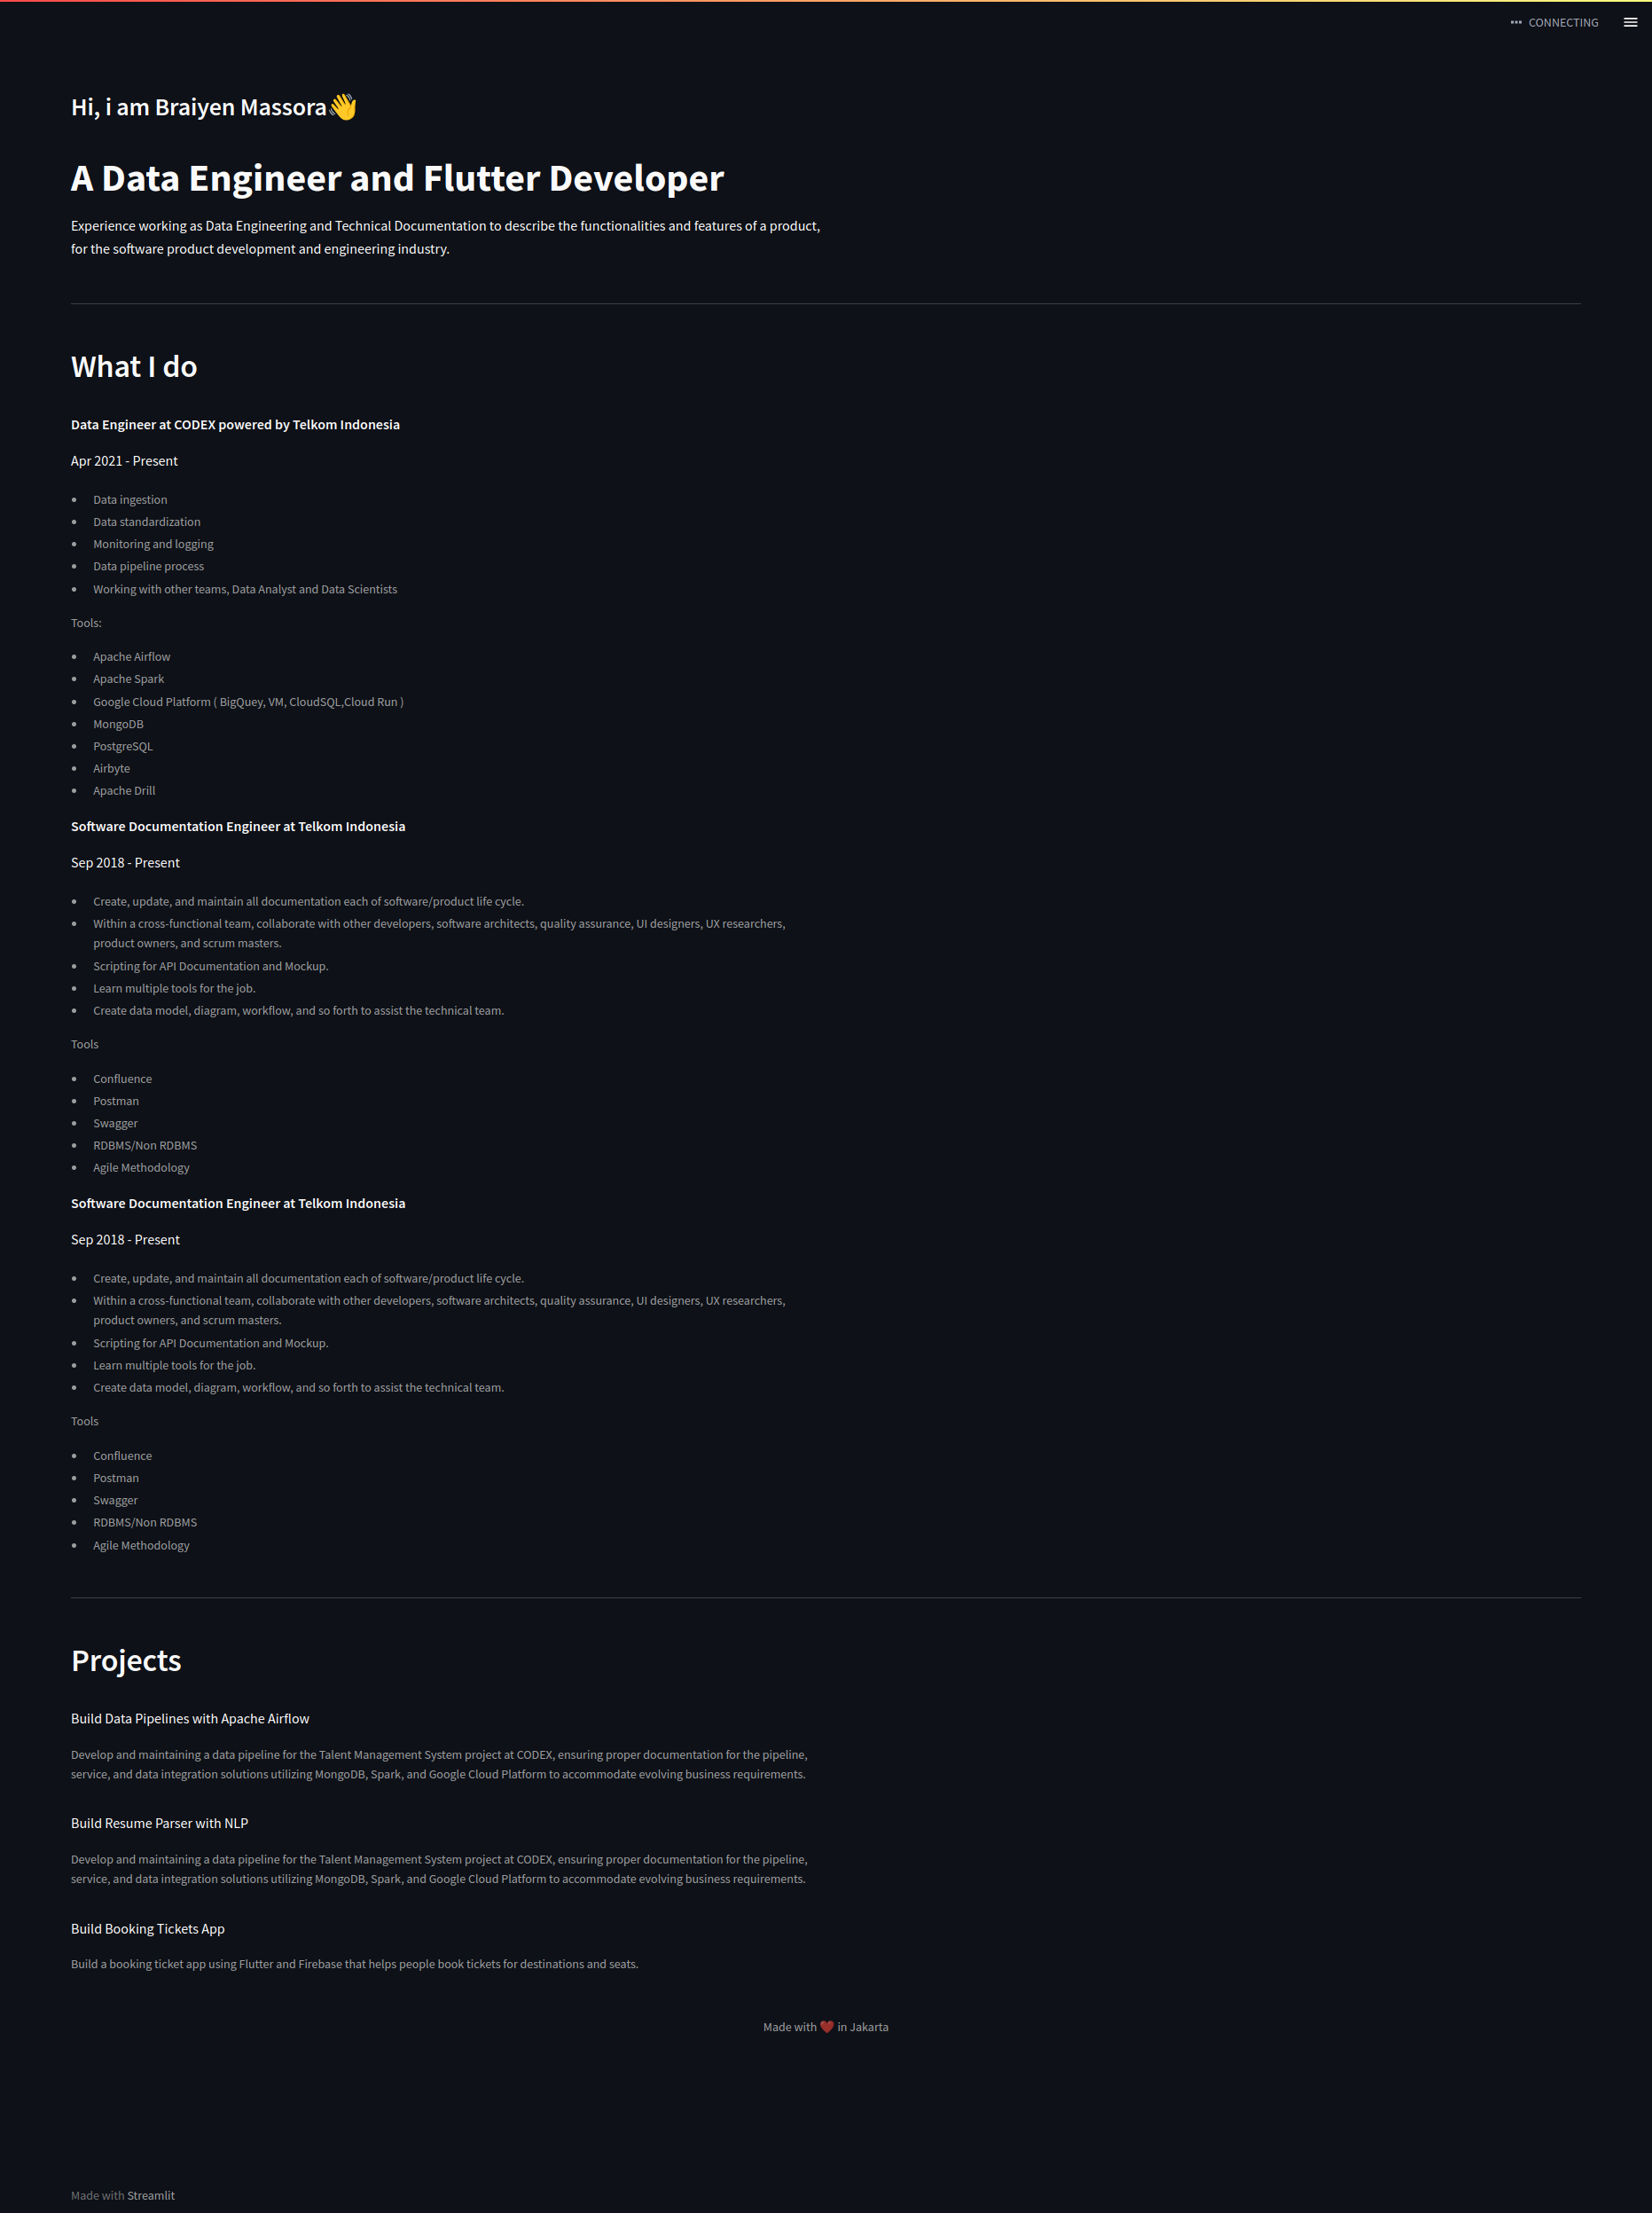 CONNECTING
Hi, i am Braiyen Massora👋
A Data Engineer and Flutter Developer
Experience working as Data Engineering and Technical Documentation to describe the functionalities and features of a product,
for the software product development and engineering industry.
What I do
Data Engineer at CODEX powered by Telkom Indonesia
Apr 2021 - Present
Data ingestion
Data standardization
Monitoring and logging
Data pipeline process
Working with other teams, Data Analyst and Data Scientists
Tools:
Apache Airflow
Apache Spark
Google Cloud Platform ( BigQuey, VM, CloudSQL,Cloud Run )
MongoDB
PostgreSQL
Airbyte
Apache Drill
Software Documentation Engineer at Telkom Indonesia
Sep 2018 - Present
Create, update, and maintain all documentation each of software/product life cycle.
Within a cross-functional team, collaborate with other developers, software architects, quality assurance, UI designers, UX researchers,
product owners, and scrum masters.
Scripting for API Documentation and Mockup.
Learn multiple tools for the job.
Create data model, diagram, workflow, and so forth to assist the technical team.
Tools
Confluence
Postman
Swagger
RDBMS/Non RDBMS
Agile Methodology
Software Documentation Engineer at Telkom Indonesia
Sep 2018 - Present
Create, update, and maintain all documentation each of software/product life cycle.
Within a cross-functional team, collaborate with other developers, software architects, quality assurance, UI designers, UX researchers,
product owners, and scrum masters.
Scripting for API Documentation and Mockup.
Learn multiple tools for the job.
Create data model, diagram, workflow, and so forth to assist the technical team.
Tools
Confluence
Postman
Swagger
RDBMS/Non RDBMS
Agile Methodology
Projects
Build Data Pipelines with Apache Airflow
Develop and maintaining a data pipeline for the Talent Management System project at CODEX, ensuring proper documentation for the pipeline,
service, and data integration solutions utilizing MongoDB, Spark, and Google Cloud Platform to accommodate evolving business requirements.
Build Resume Parser with NLP
Develop and maintaining a data pipeline for the Talent Management System project at CODEX, ensuring proper documentation for the pipeline,
service, and data integration solutions utilizing MongoDB, Spark, and Google Cloud Platform to accommodate evolving business requirements.
Build Booking Tickets App
Build a booking ticket app using Flutter and Firebase that helps people book tickets for destinations and seats.
Made with ❤️ in Jakarta
Made with Streamlit